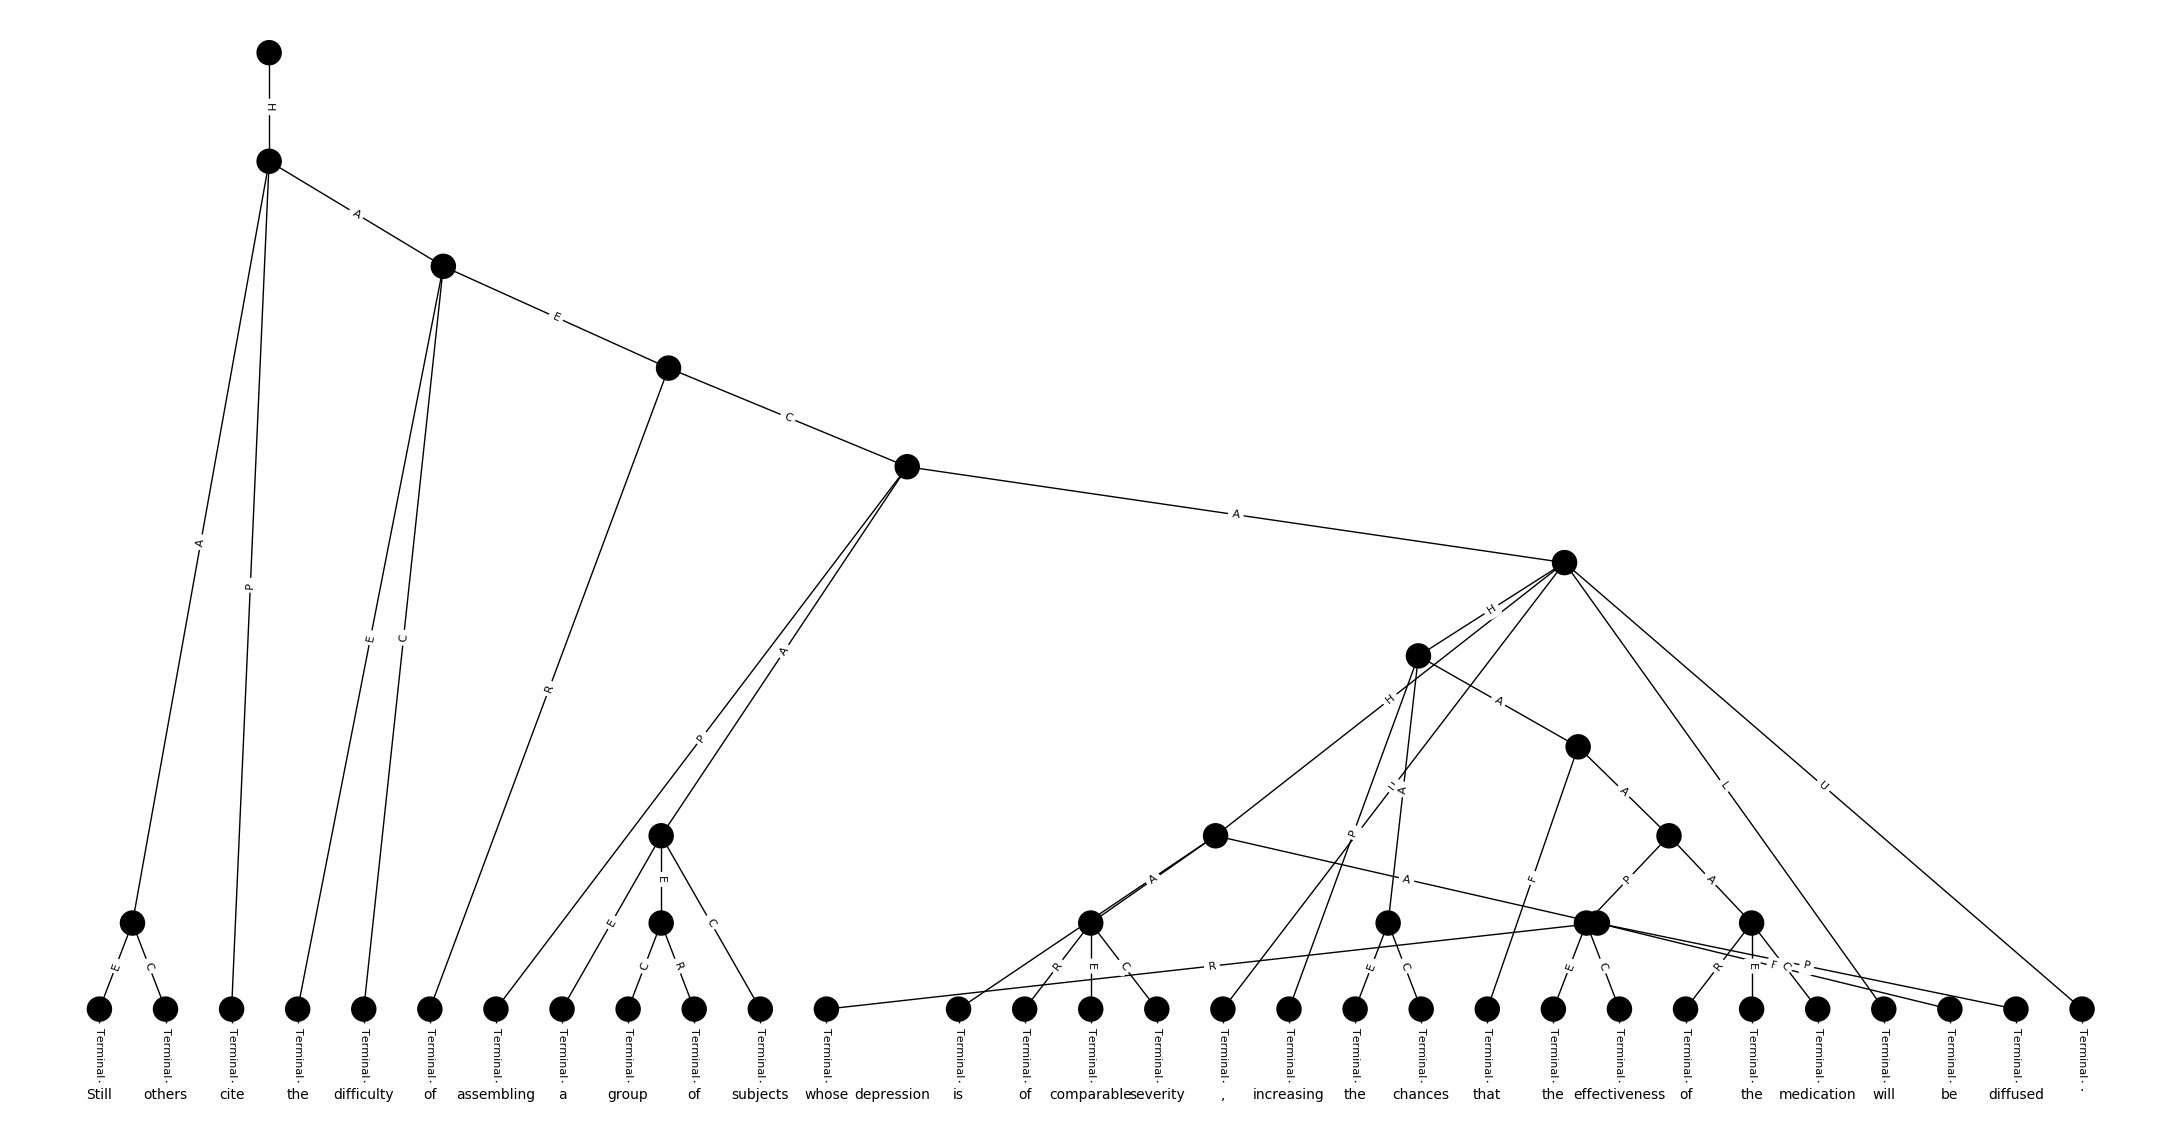 H
A
E
C
A
A
H
P
A
E
C
R
P
A
H
A
U
A
P
L
U
E
E
C
A
A
F
P
A
E
C
C
R
R
R
E
C
E
C
E
C
R
E
C
F
P
Terminal Terminal Terminal Terminal Terminal Terminal Terminal Terminal Terminal Terminal Terminal Terminal Terminal Terminal Terminal Terminal Terminal Terminal Terminal Terminal Terminal Terminal Terminal Terminal Terminal Terminal Terminal Terminal Terminal Terminal
Still others cite the difficulty of assembling a group of subjects whose depression is of comparable severity , increasing the chances that the effectiveness of the medication will be diffused .